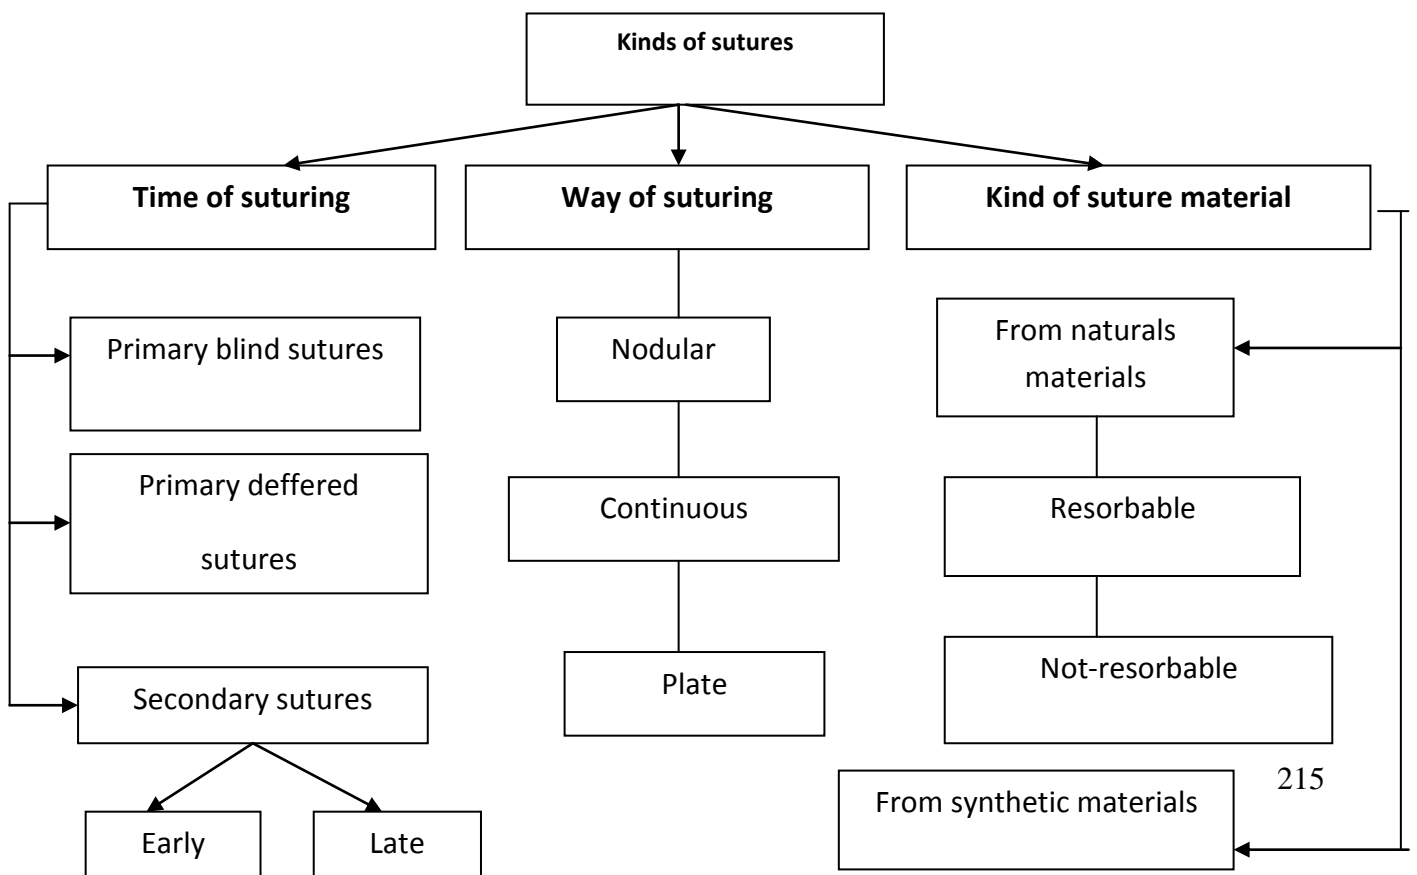 Kinds of sutures
Time of suturing
Way of suturing
Kind of suture material
Primary blind sutures
Nodular
From naturals
materials
Primary deffered
sutures
Continuous
Resorbable
Secondary sutures
Plate
Not-resorbable
215
Early
Late
From synthetic materials